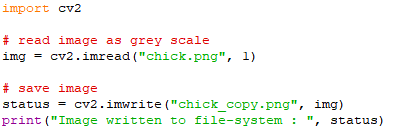 import cv2
# read image as grey scale
img = cv2.imread("chick.png", 1)
# save image
status = cv2.imwrite("chick_copy.png", img)
print("Image written to file-system : ", status)